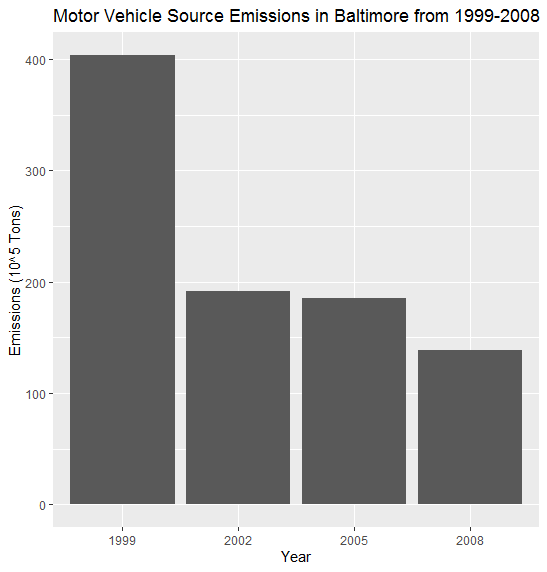 Motor Vehicle Source Emissions in Baltimore from 1999-2008
Emissions (10^5 Tons)
400
300
200
100
0
1999 2002 2005 2008
Year